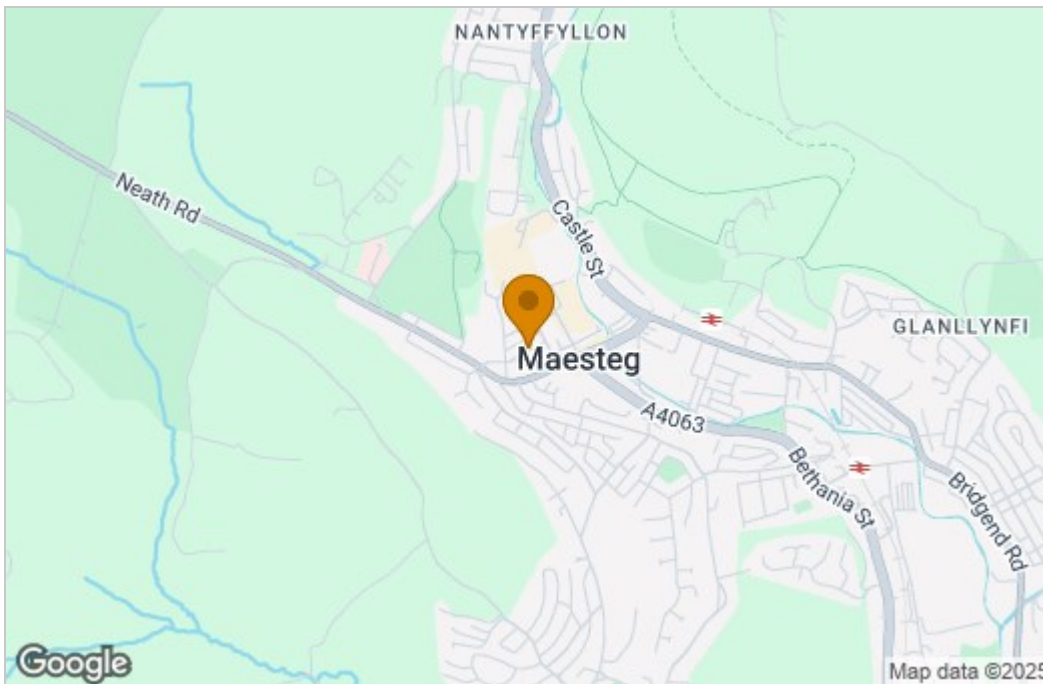 NANTYFFYLLON
Neath Rd
Castle St
GLANLLYNFI
Maesteg
A4063
Bethania St
Bridgend Rd
Google
Map data ©2025